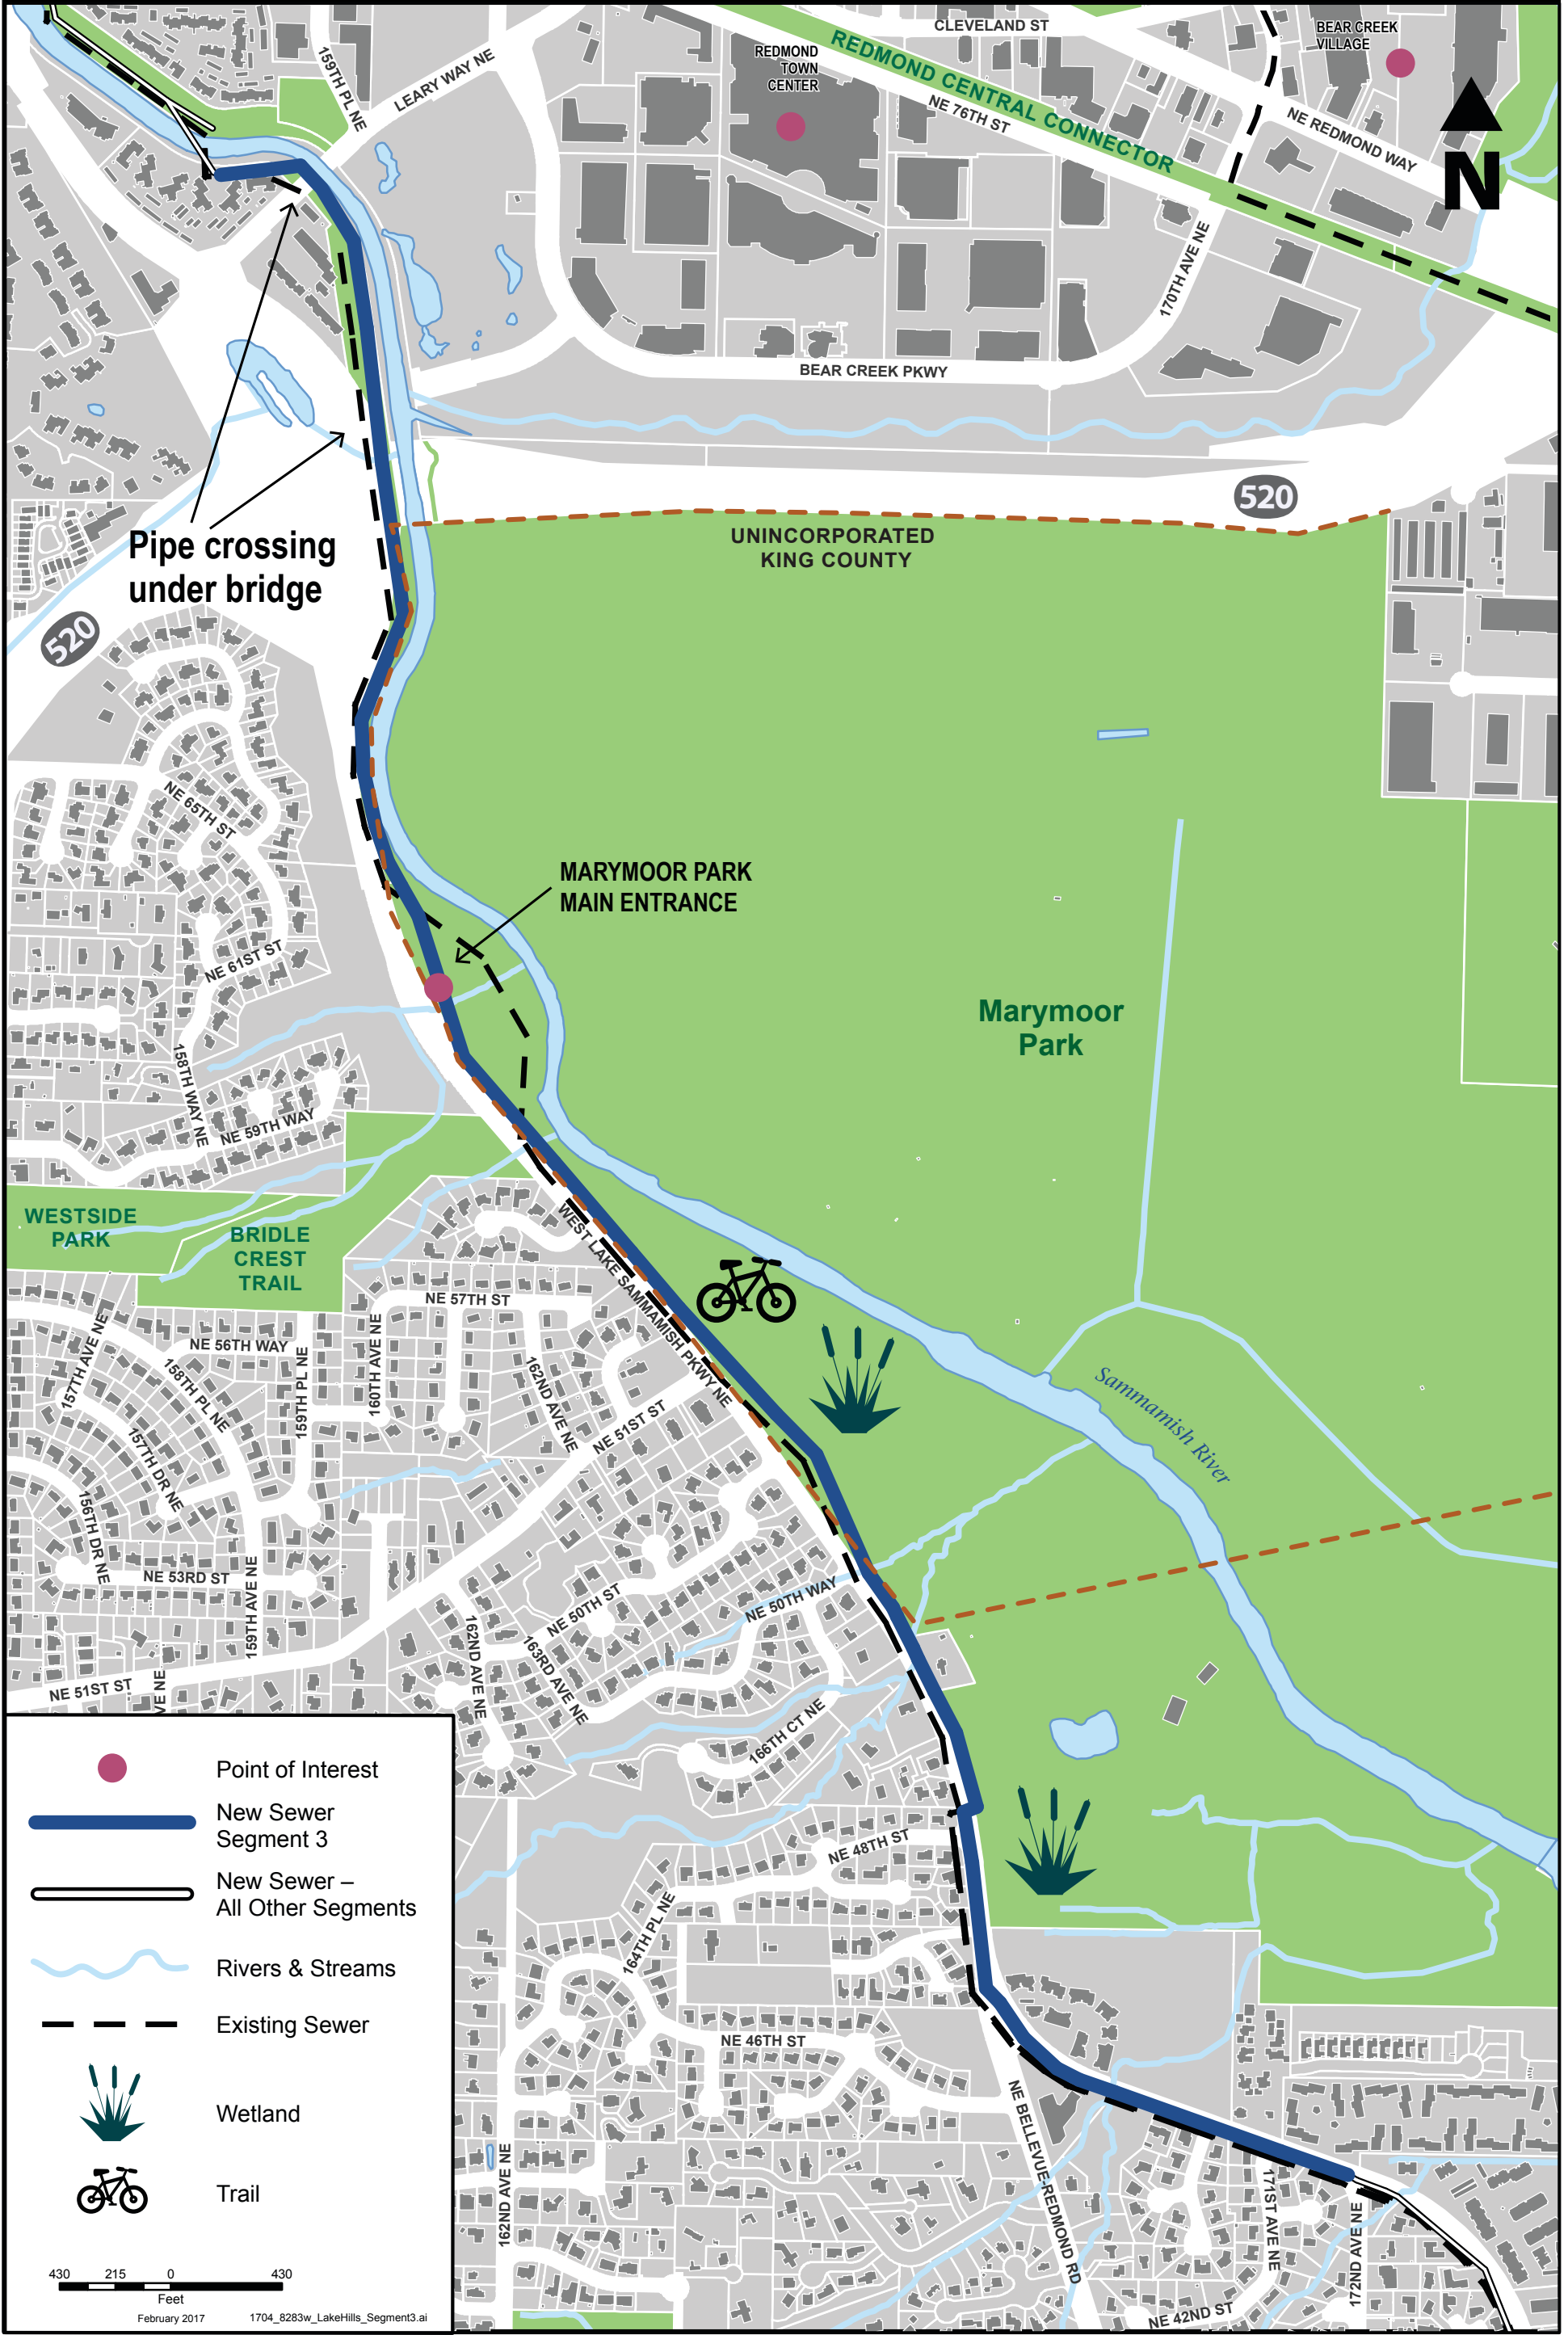 CLEVELAND ST
BEAR CREEK
VILLAGE
REDMOND
TOWN
CENTER
REDMOND CENTRAL CONNECTOR
159TH PL NE
LEARY WAY NE
NE 76TH ST
NE REDMOND WAY
N
170TH AVE NE
BEAR CREEK PKWY
520
UNINCORPORATED
KING COUNTY
Pipe crossing
under bridge
520
NE 65TH ST
MARYMOOR PARK
MAIN ENTRANCE
NE 61ST ST
Marymoor
Park
158TH WAY NE
NE 59TH WAY
WESTSIDE
PARK
BRIDLE
CREST
TRAIL
WEST LAKE SAMMAMISH PKWY NE
NE 57TH ST
NE 56TH WAY
157TH AVE NE
158TH PL NE
159TH PL NE
160TH AVE NE
162ND AVE NE
NE 51ST ST
Sammamish River
157TH DR NE
156TH DR NE
NE 53RD ST
159TH AVE NE
NE 50TH ST
NE 50TH WAY
162ND AVE NE
163RD AVE NE
NE 51ST ST
VE NE
166TH CT NE
NE 48TH ST
164TH PL NE
NE 46TH ST
NE BELLEVUE-REDMOND RD
162ND AVE NE
171ST AVE NE
172ND AVE NE
NE 42ND ST
Point of Interest
New Sewer
Segment 3
New Sewer –
All Other Segments
Rivers & Streams
Existing Sewer
Wetland
Trail
430 215 0 430
Feet
February 2017 1704_8283w_LakeHills_Segment3.ai